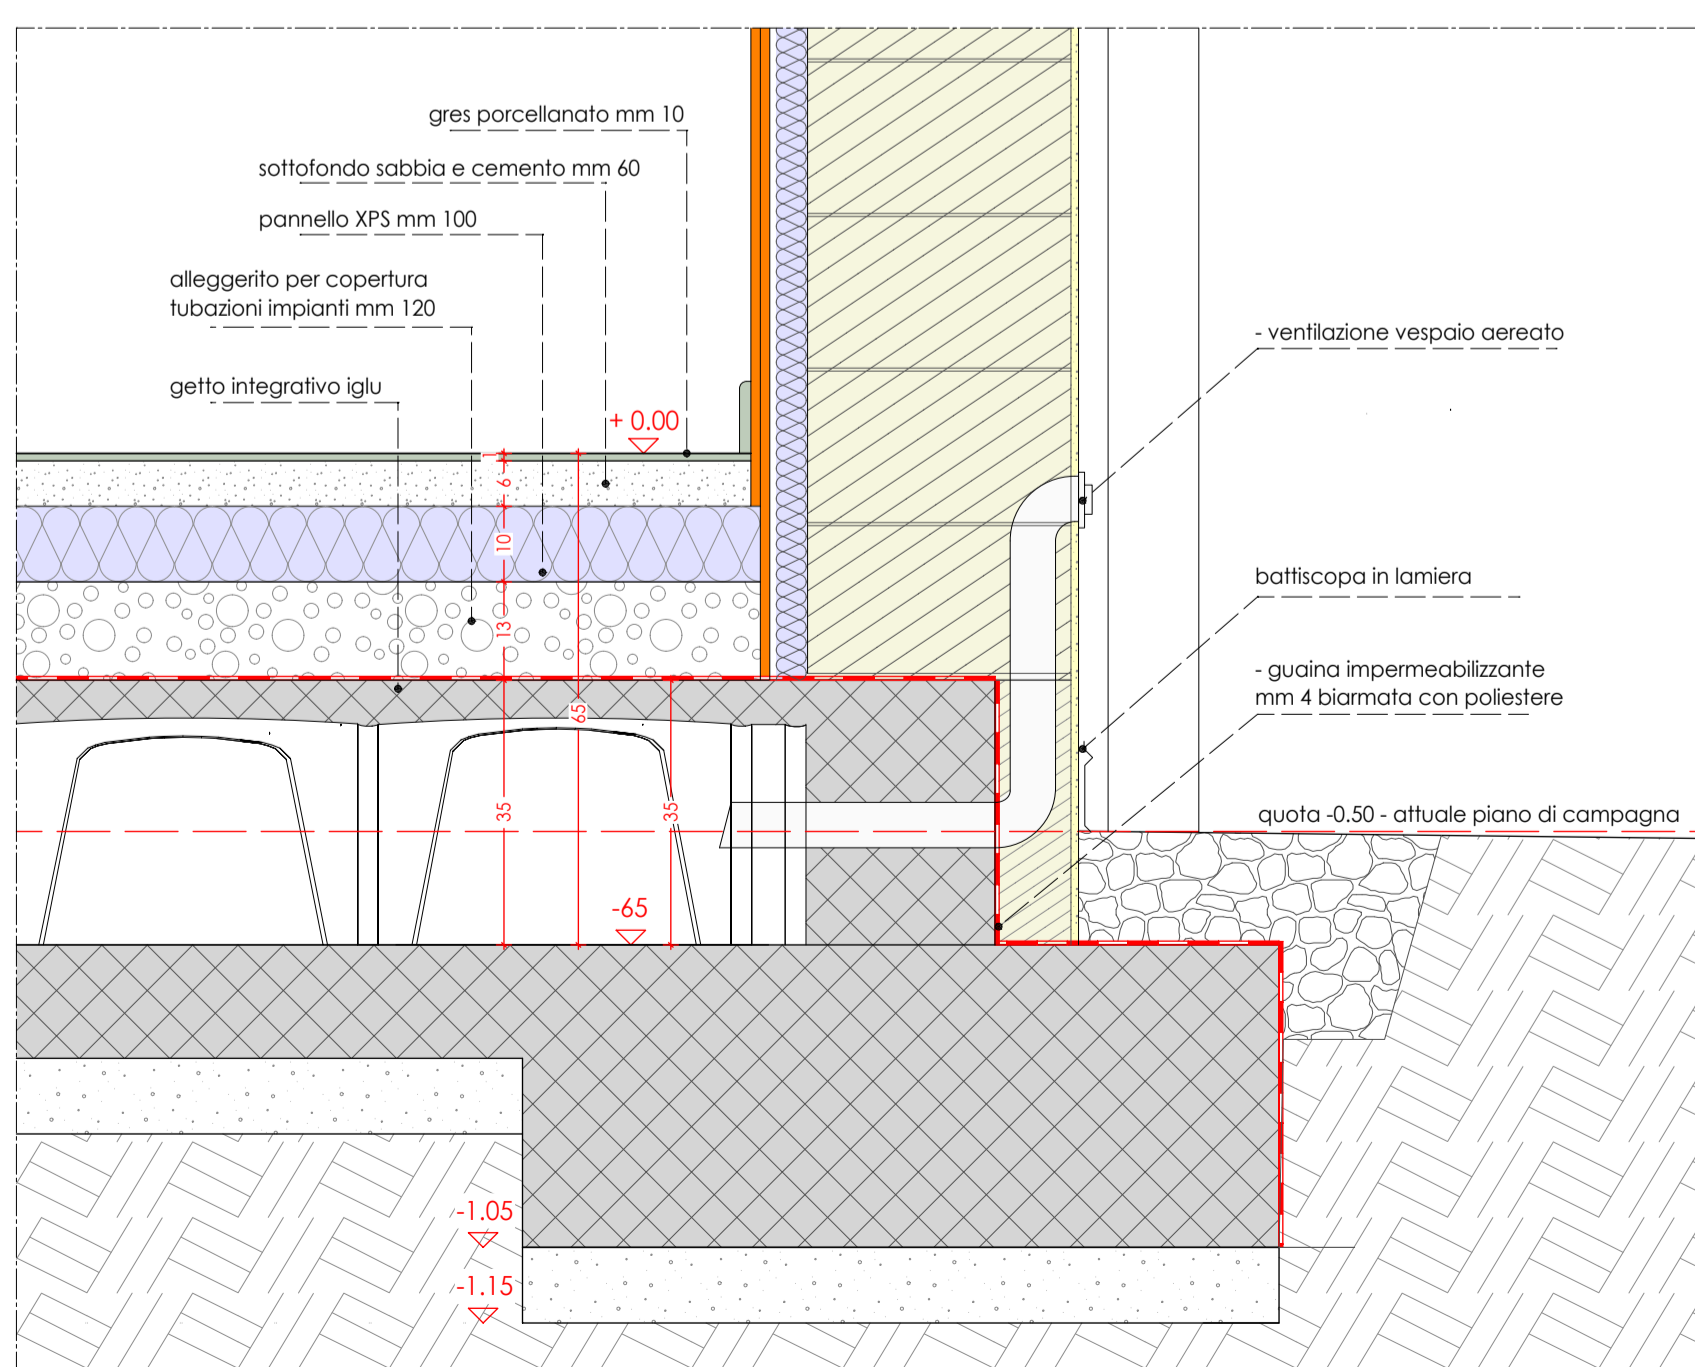 gres porcellanato mm 10
sottofondo sabbia e cemento mm 60
pannello XPS mm 100
alleggerito per copertura
tubazioni impianti mm 120
getto integrativo iglu
- ventilazione vespaio aereato
+ 0.00
1
6
10
13
65
35
35
battiscopa in lamiera
- guaina impermeabilizzante
mm 4 biarmata con poliestere
quota -0.50 - attuale piano di campagna
-65
-1.05
-1.15